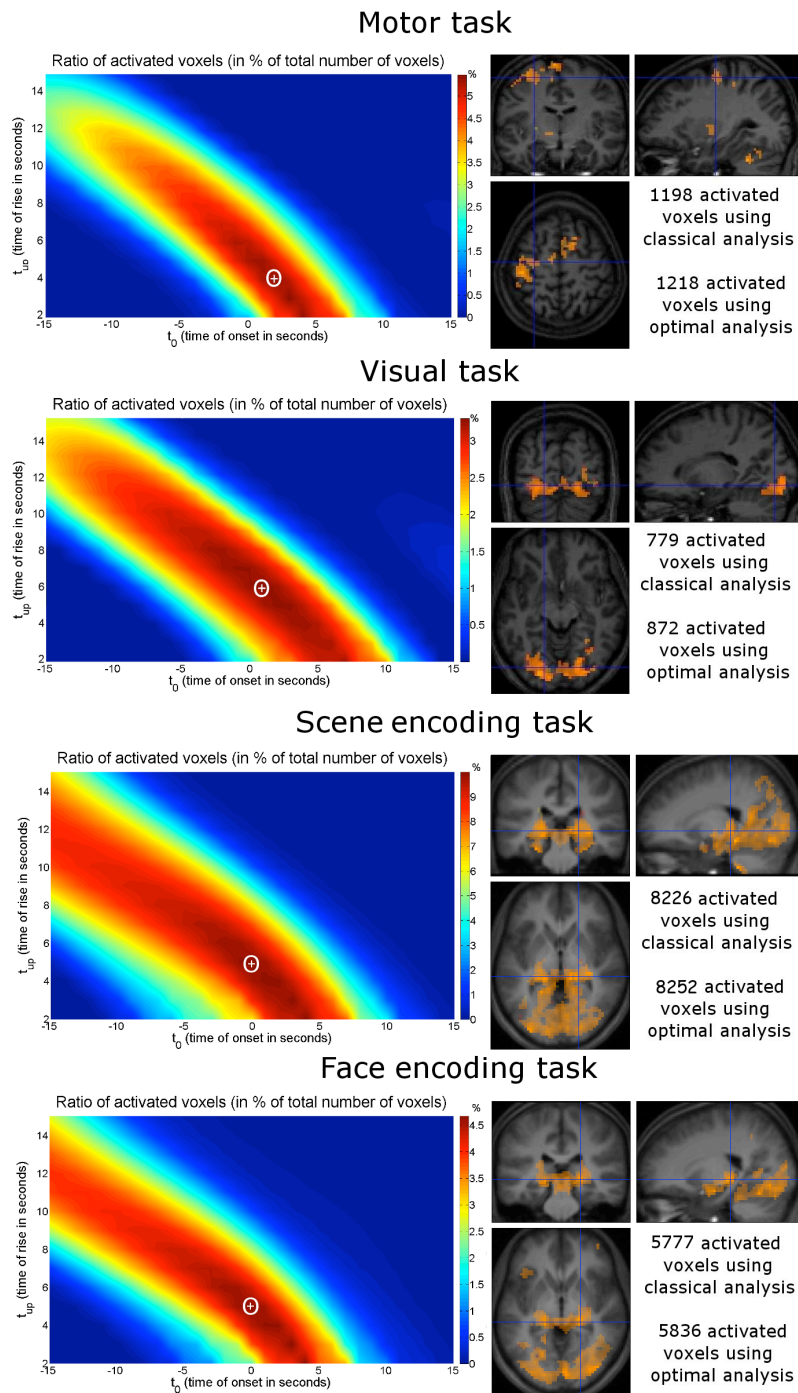 Motor task
Ratio of activated voxels (in % of total number of voxels)
%
5
4.5
4
3.5
3
2.5
2
1.5
1
0.5
0
14
12
10
8
6
4
2
t_up (time of rise in seconds)
-15 -10 -5 0 5 10 15
t_0 (time of onset in seconds)
1198 activated
voxels using
classical analysis
1218 activated
voxels using
optimal analysis
Visual task
Ratio of activated voxels (in % of total number of voxels)
%
3
2.5
2
1.5
1
0.5
14
12
10
8
6
4
2
t_up (time of rise in seconds)
-15 -10 -5 0 5 10 15
t_0 (time of onset in seconds)
779 activated
voxels using
classical analysis
872 activated
voxels using
optimal analysis
Scene encoding task
Ratio of activated voxels (in % of total number of voxels)
%
9
8
7
6
5
4
3
2
1
0
14
12
10
8
6
4
2
t_up (time of rise in seconds)
-15 -10 -5 0 5 10 15
t_0 (time of onset in seconds)
8226 activated
voxels using
classical analysis
8252 activated
voxels using
optimal analysis
Face encoding task
Ratio of activated voxels (in % of total number of voxels)
%
4.5
4
3.5
3
2.5
2
1.5
1
0.5
0
14
12
10
8
6
4
2
t_up (time of rise in seconds)
-15 -10 -5 0 5 10 15
t_0 (time of onset in seconds)
5777 activated
voxels using
classical analysis
5836 activated
voxels using
optimal analysis